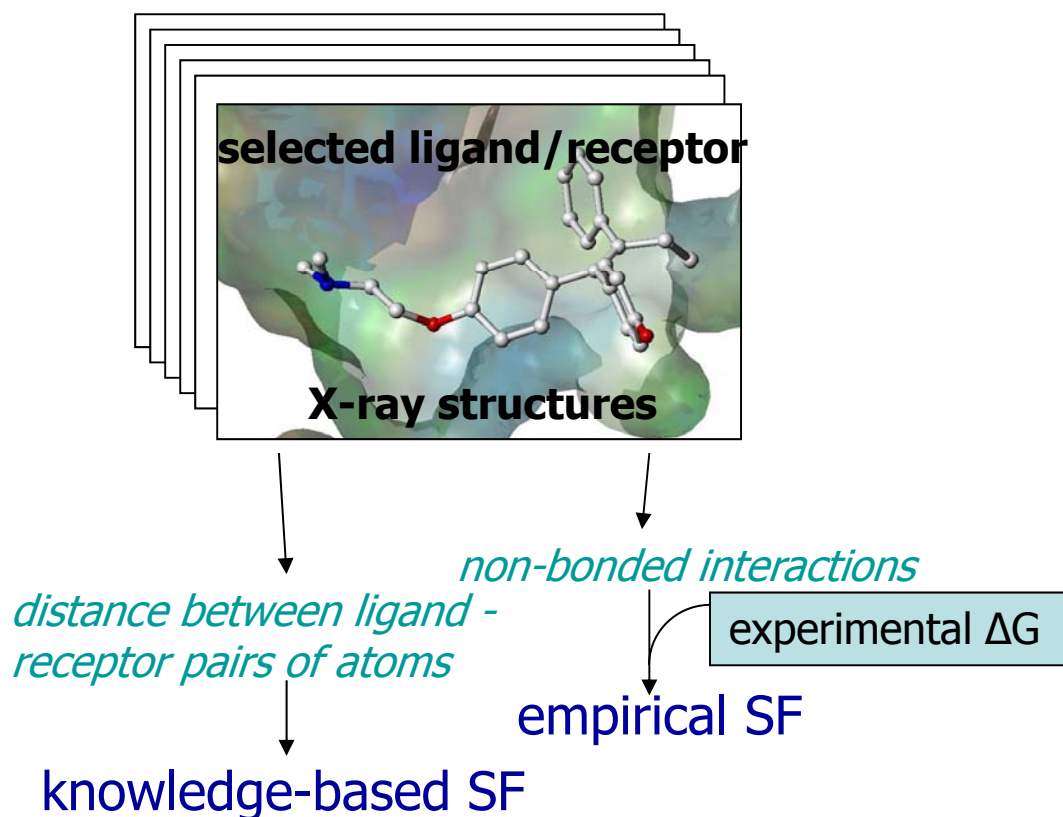 selected ligand/receptor
X-ray structures
non-bonded interactions
distance between ligand -
receptor pairs of atoms
experimental ΔG
empirical SF
knowledge-based SF